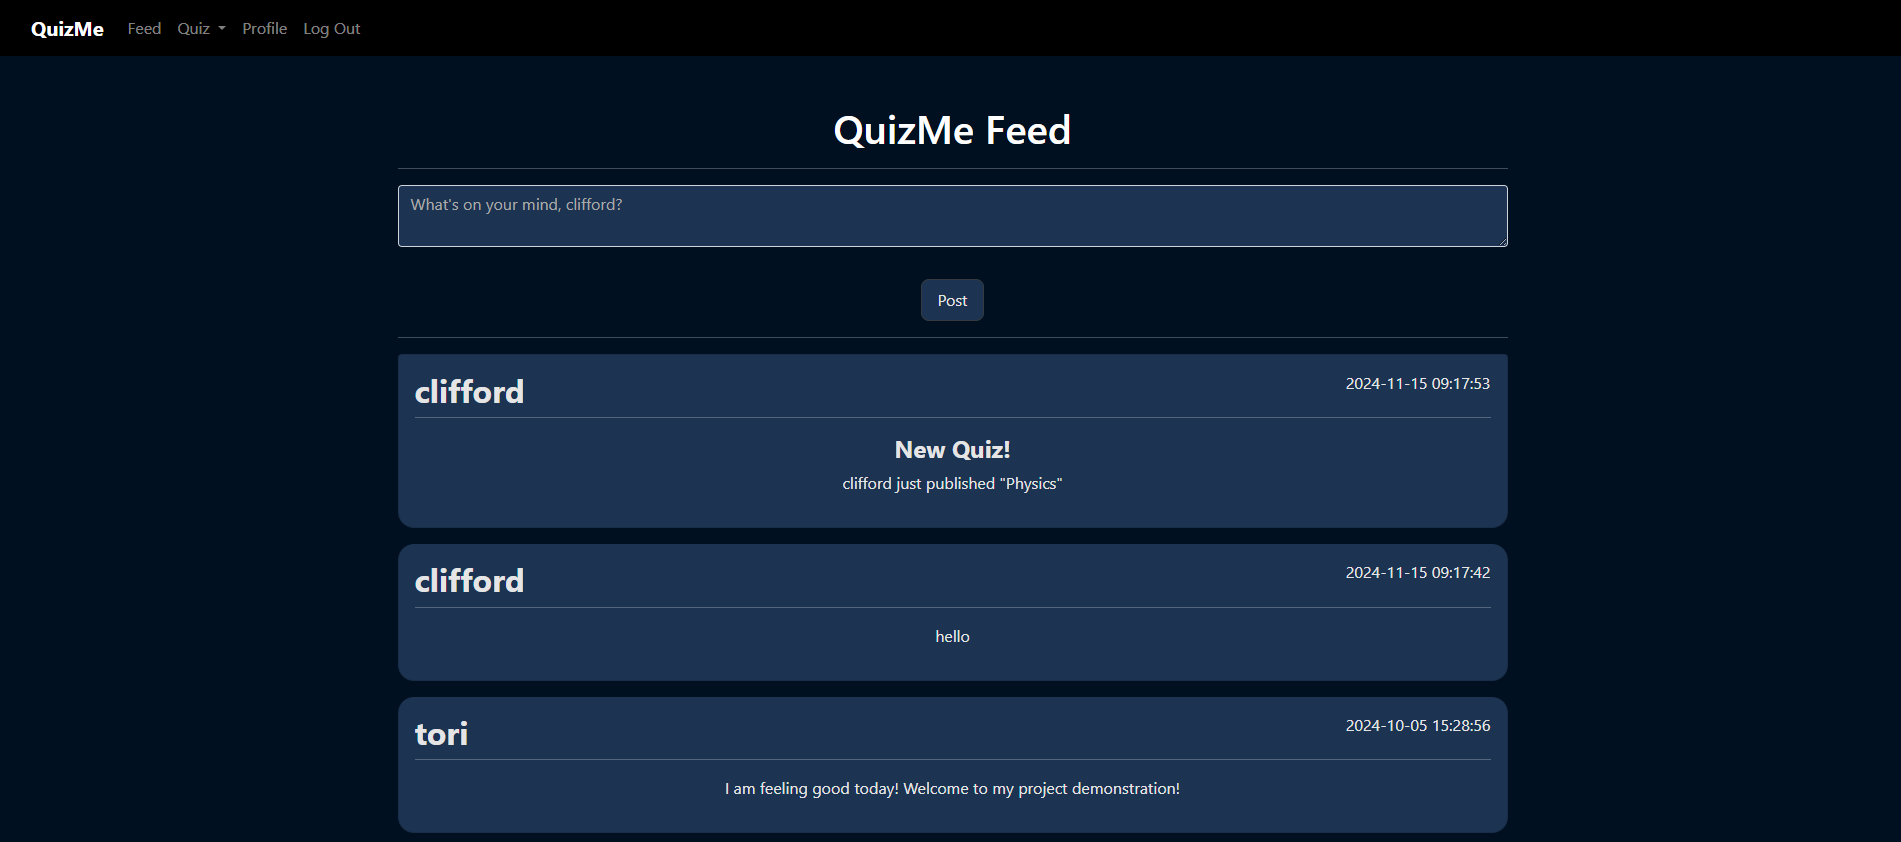 QuizMe Feed Quiz Profile Log Out
QuizMe Feed
What's on your mind, clifford?
Post
clifford 2024-11-15 09:17:53
New Quiz!
clifford just published "Physics"
clifford 2024-11-15 09:17:42
hello
tori 2024-10-05 15:28:56
I am feeling good today! Welcome to my project demonstration!